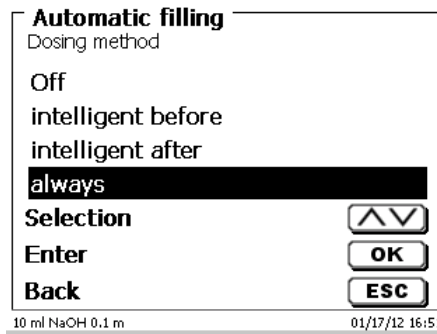 Automatic filling
Dosing method
Off
intelligent before
intelligent after
always
Selection
Enter OK
Back ESC
10 ml NaOH 0.1 m 01/17/12 16:5